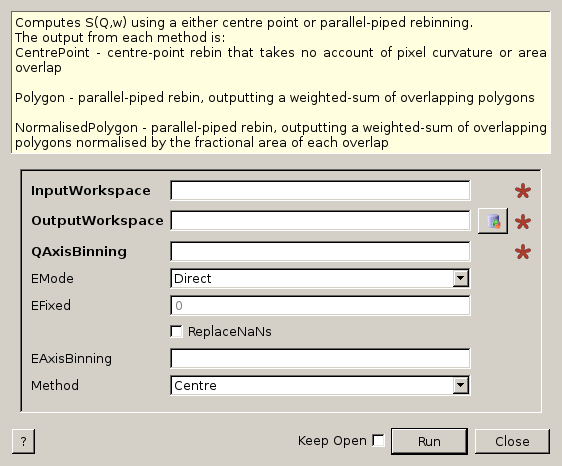 Computes S(Q,w) using a either centre point or parallel-piped rebinning.
The output from each method is:
CentrePoint - centre-point rebin that takes no account of pixel curvature or area
overlap
Polygon - parallel-piped rebin, outputting a weighted-sum of overlapping polygons
NormalisedPolygon - parallel-piped rebin, outputting a weighted-sum of overlapping
polygons normalised by the fractional area of each overlap
InputWorkspace
OutputWorkspace
QAxisBinning
EMode Direct
EFixed 0
ReplaceNaNs
EAxisBinning
Method Centre
? Keep Open Run Close